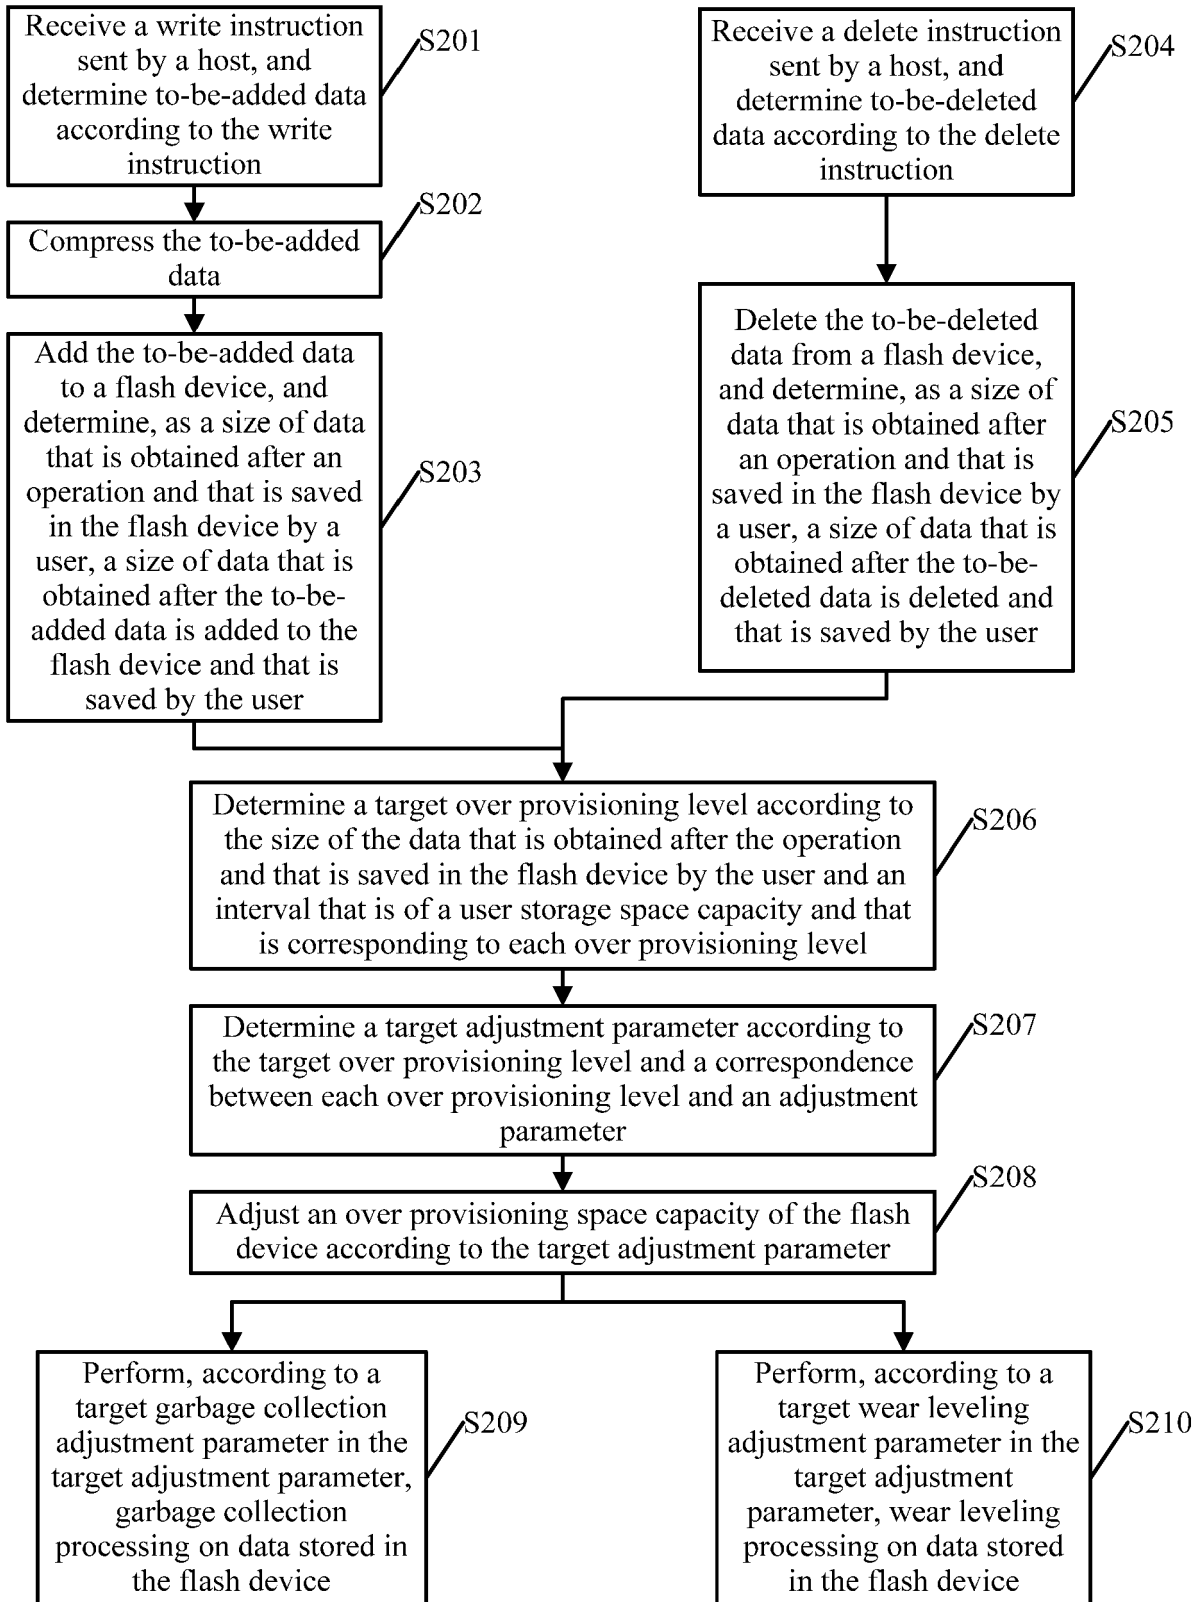 Receive a write instruction
sent by a host, and
determine to-be-added data
according to the write
instruction
S201
Compress the to-be-added
data
S202
Add the to-be-added data
to a flash device, and
determine, as a size of data
that is obtained after an
operation and that is saved
in the flash device by a
user, a size of data that is
obtained after the to-be-
added data is added to the
flash device and that is
saved by the user
S203
Receive a delete instruction
sent by a host, and
determine to-be-deleted
data according to the delete
instruction
S204
Delete the to-be-deleted
data from a flash device,
and determine, as a size of
data that is obtained after
an operation and that is
saved in the flash device by
a user, a size of data that is
obtained after the to-be-
deleted data is deleted and
that is saved by the user
S205
Determine a target over provisioning level according to
the size of the data that is obtained after the operation
and that is saved in the flash device by the user and an
interval that is of a user storage space capacity and that
is corresponding to each over provisioning level
S206
Determine a target adjustment parameter according to
the target over provisioning level and a correspondence
between each over provisioning level and an adjustment
parameter
S207
Adjust an over provisioning space capacity of the flash
device according to the target adjustment parameter
S208
Perform, according to a
target garbage collection
adjustment parameter in the
target adjustment parameter,
garbage collection
processing on data stored in
the flash device
S209
Perform, according to a
target wear leveling
adjustment parameter in the
target adjustment
parameter, wear leveling
processing on data stored
in the flash device
S210